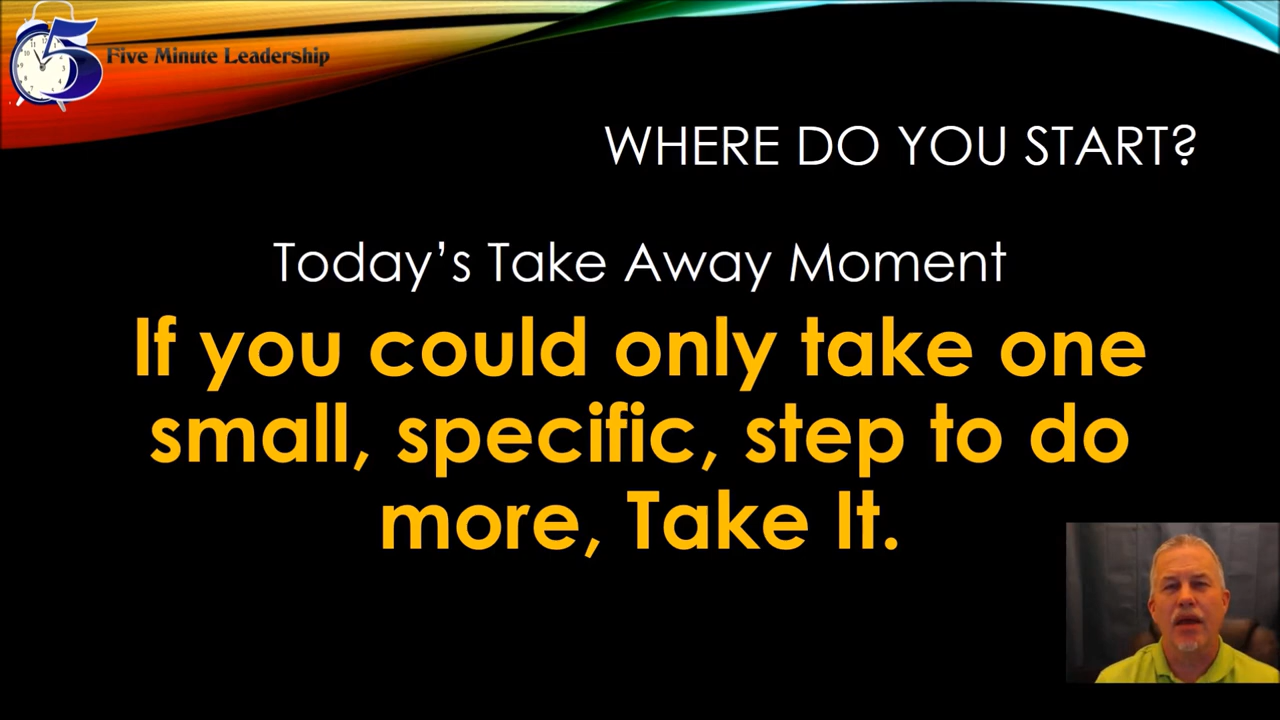 5 Five Minute Leadership
WHERE DO YOU START?
Today's Take Away Moment
If you could only take one
small, specific, step to do
more, Take It.